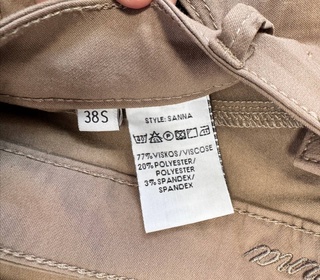 38S
STYLE: SANNA
77% VISKOS/VISCOSE
20% POLYESTER/
POLYESTER
3% SPANDEX/
SPANDEX